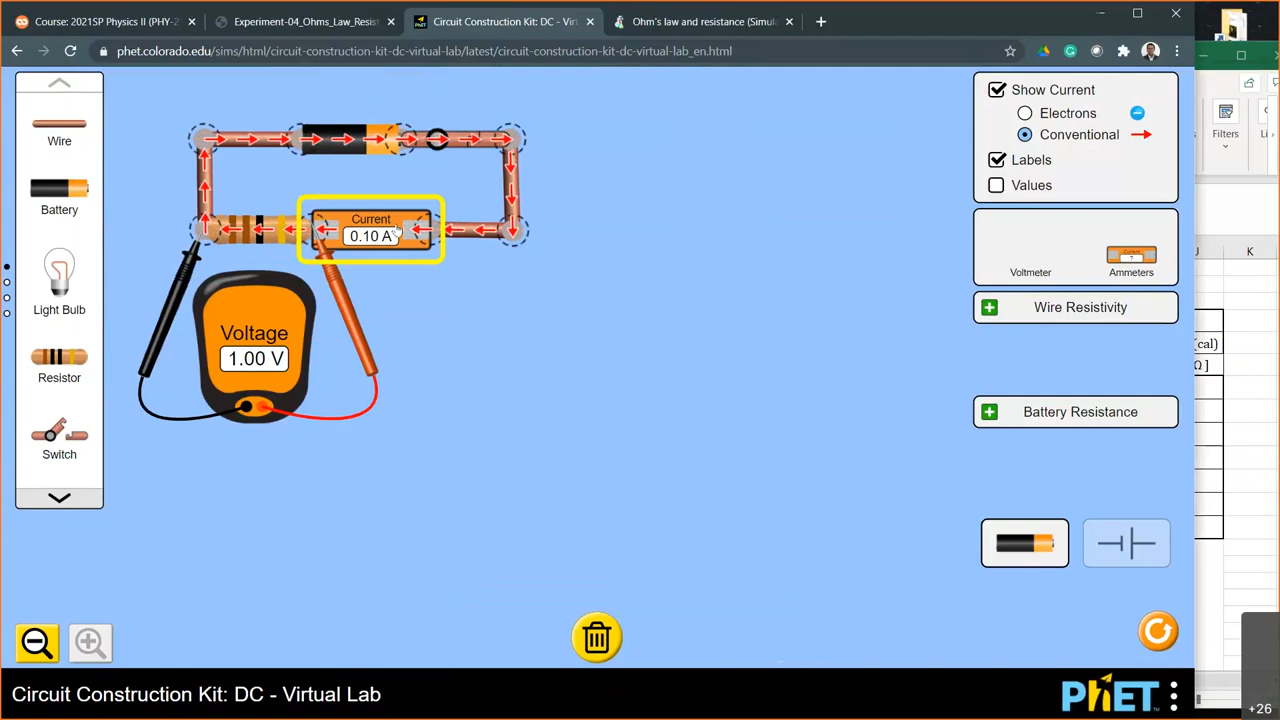 Course: 2021SP Physics II (PHY-2
Experiment-04_Ohms_Law_Resist
Circuit Construction Kit: DC - Virt
Ohm's law and resistance (Simula
phet.colorado.edu/sims/html/circuit-construction-kit-dc-virtual-lab/latest/circuit-construction-kit-dc-virtual-lab_en.html
Wire
Battery
Light Bulb
Resistor
Switch
Current
0.10 A
Voltage
1.00 V
Show Current
Electrons
Conventional
Labels
Values
Current
?
Voltmeter
Ammeters
Wire Resistivity
Battery Resistance
Filters
K
(cal)
Ω ]
Circuit Construction Kit: DC - Virtual Lab
PhET
+26